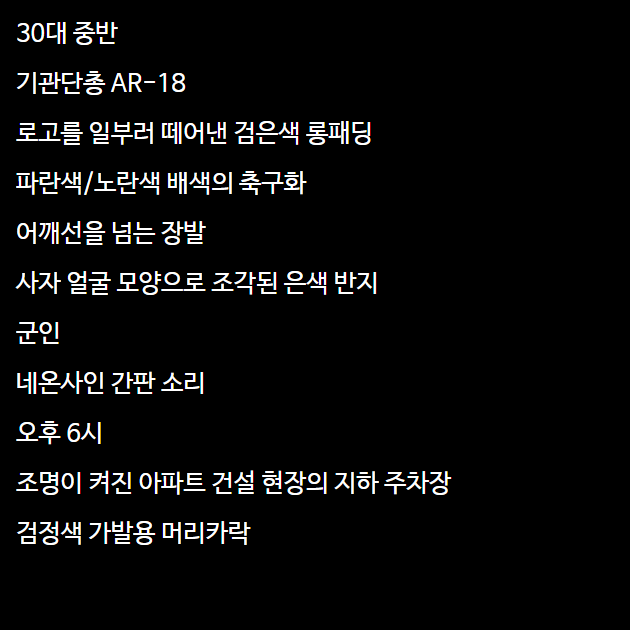 30대 중반
기관단총 AR-18
로고를 일부러 떼어낸 검은색 롱패딩
파란색/노란색 배색의 축구화
어깨선을 넘는 장발
사자 얼굴 모양으로 조각된 은색 반지
군인
네온사인 간판 소리
오후 6시
조명이 켜진 아파트 건설 현장의 지하 주차장
검정색 가발용 머리카락